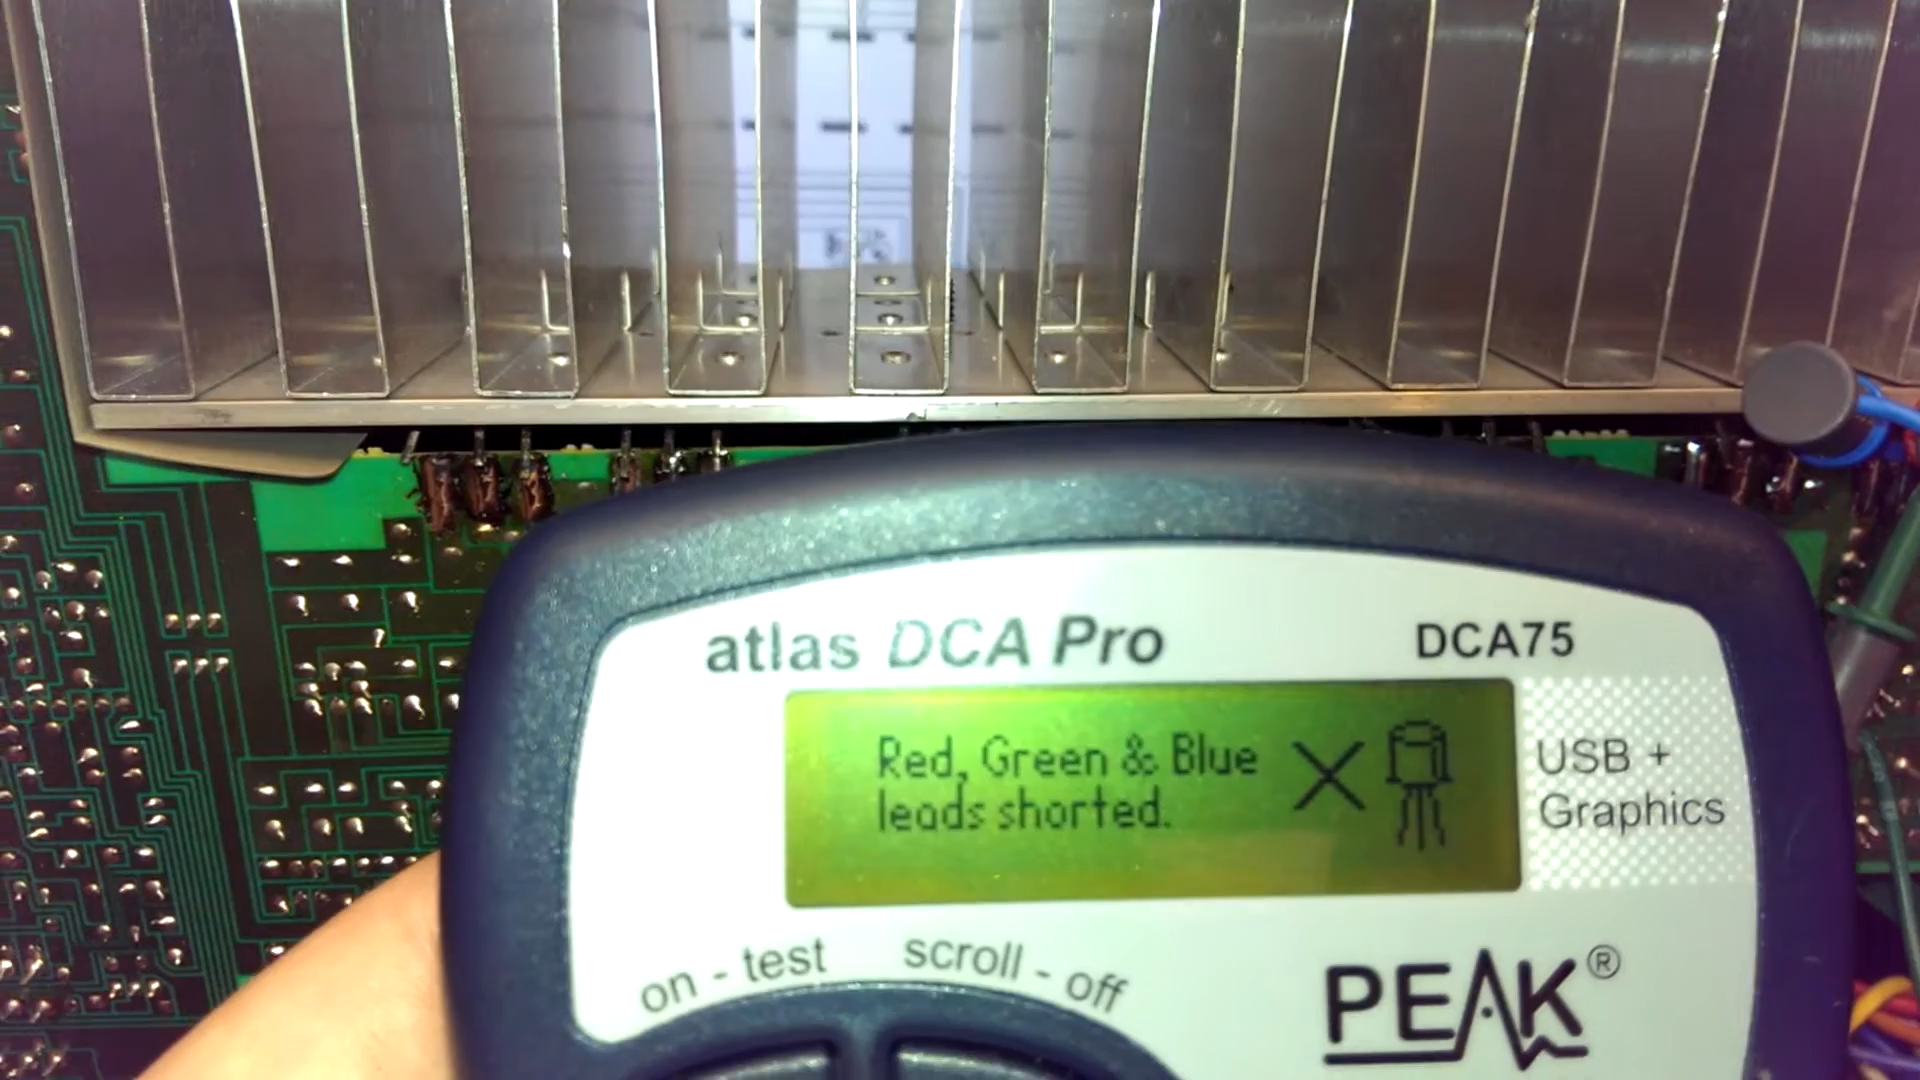 atlas DCA Pro
DCA75
Red, Green & Blue
leads shorted.
USB +
Graphics
on - test
scroll - off
PEAK®